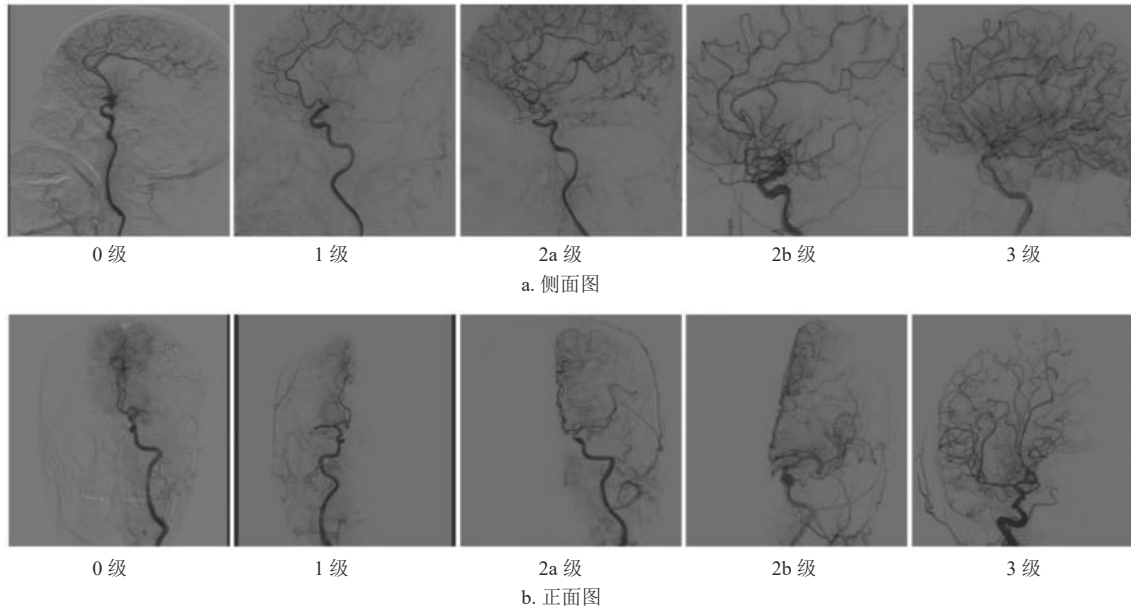 0 级 1 级 2a 级 2b 级 3 级
a. 侧面图
0 级 1 级 2a 级 2b 级 3 级
b. 正面图